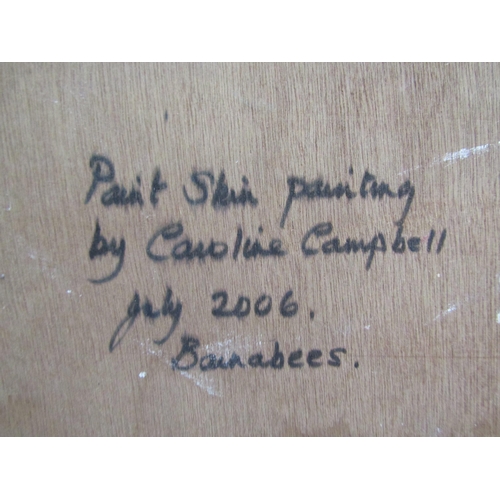 Paint Skin painting
by Caroline Campbell
July 2006.
Barnabees.